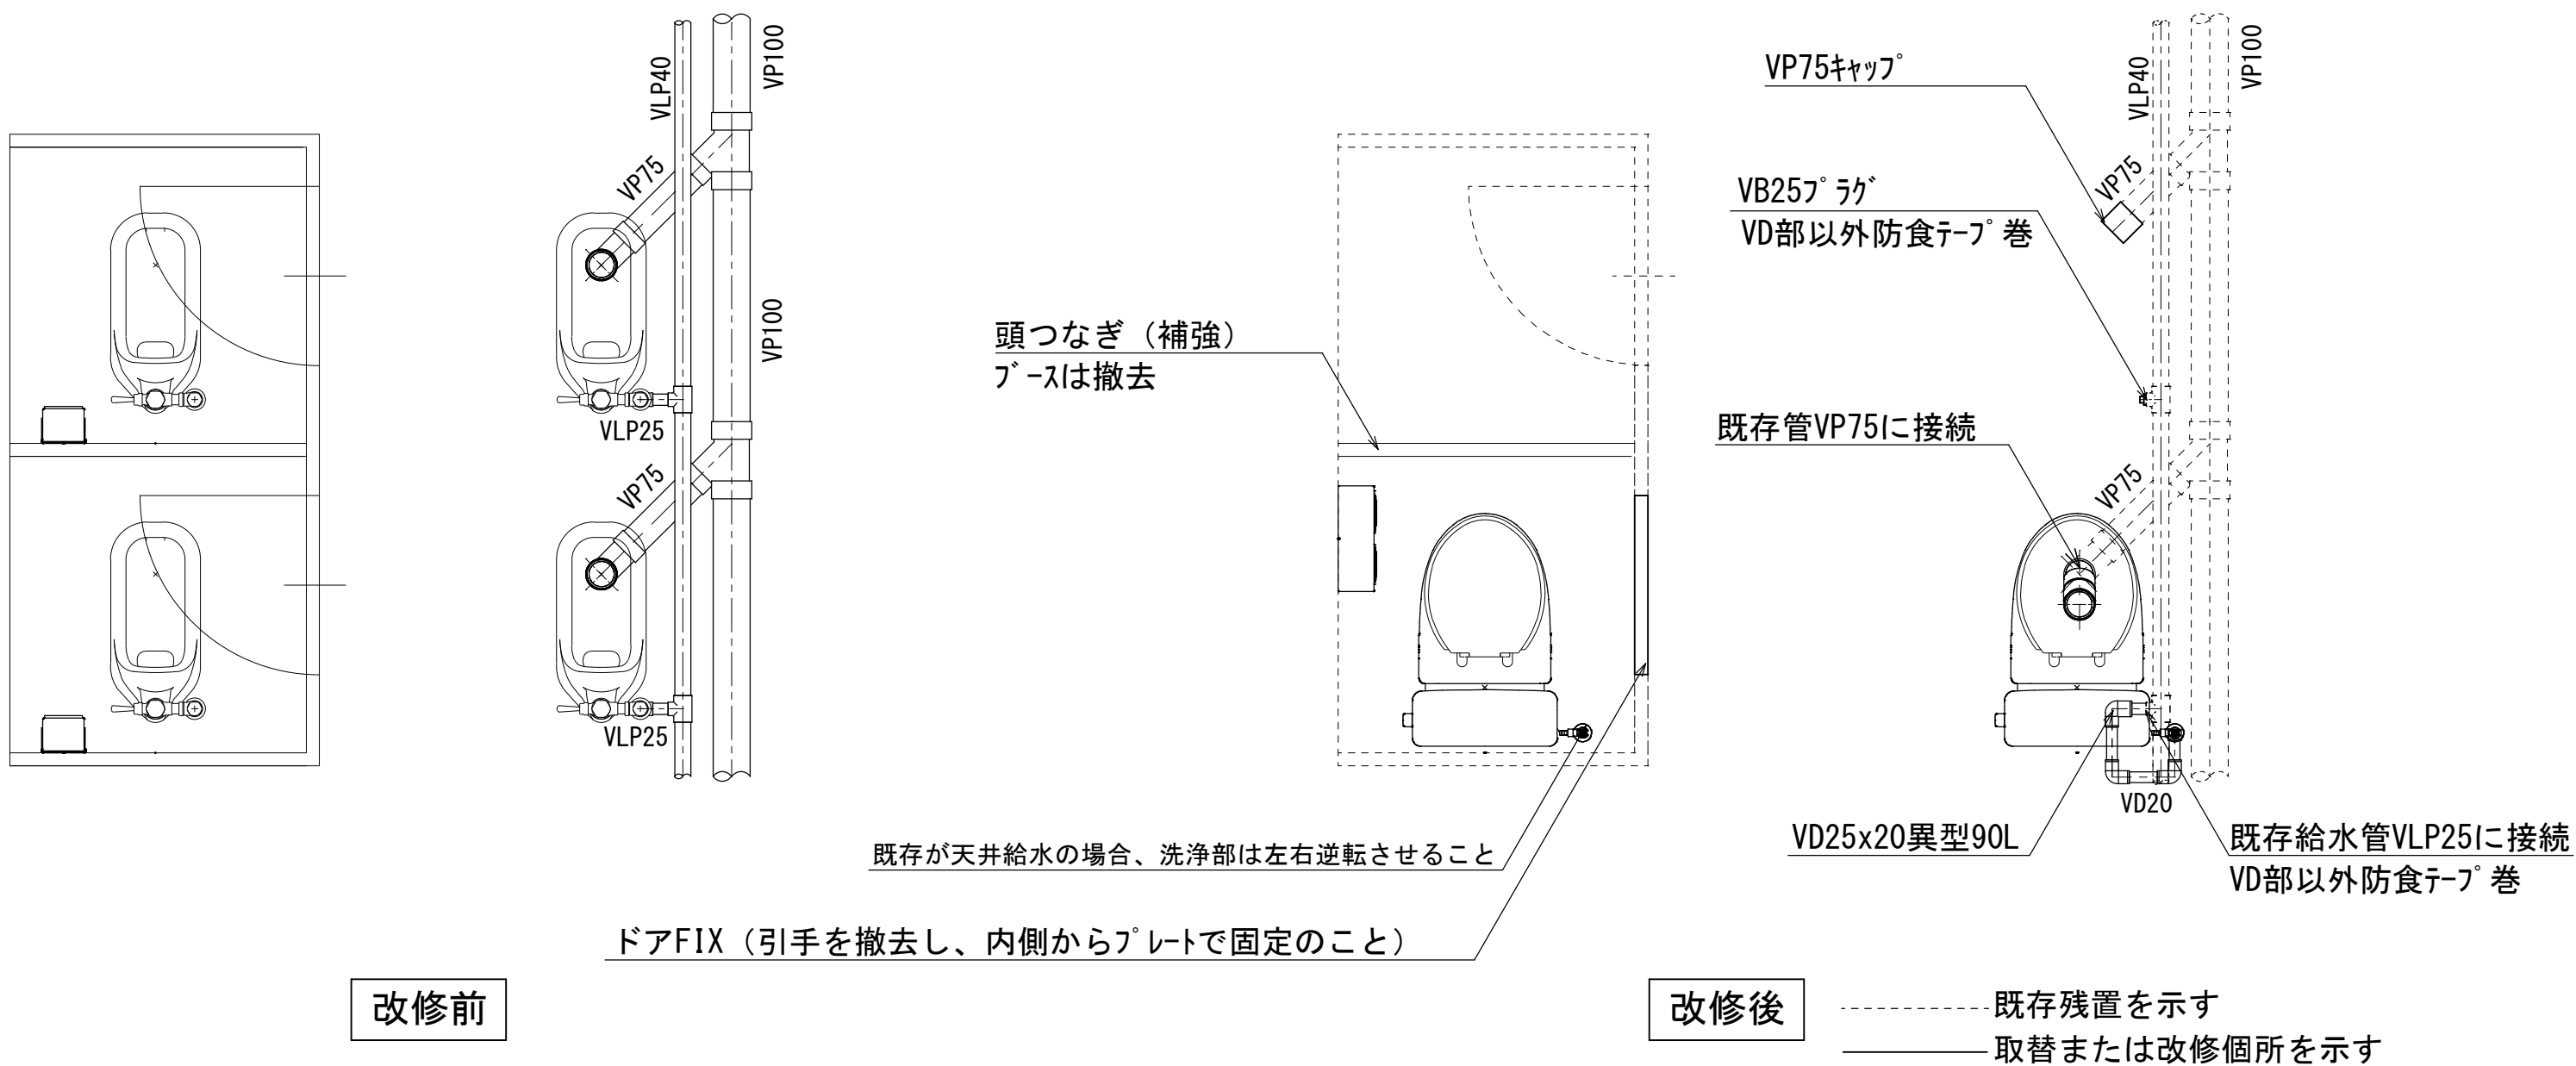 VLP40
VP100
VP75
VP100
VLP25
VP75
VLP25
改修前
頭つなぎ（補強）
ﾌﾞｰｽは撤去
既存が天井給水の場合、洗浄部は左右逆転させること
ドアFIX（引手を撤去し、内側からﾌﾟﾚｰﾄで固定のこと）
VP75ｷｬｯﾌﾟ
VLP40
VP100
VP75
VB25ﾌﾟﾗｸﾞ
VD部以外防食ﾃｰﾌﾟ巻
既存管VP75に接続
VP75
VD20
VD25x20異型90L
既存給水管VLP25に接続
VD部以外防食ﾃｰﾌﾟ巻
改修後
既存残置を示す
取替または改修個所を示す